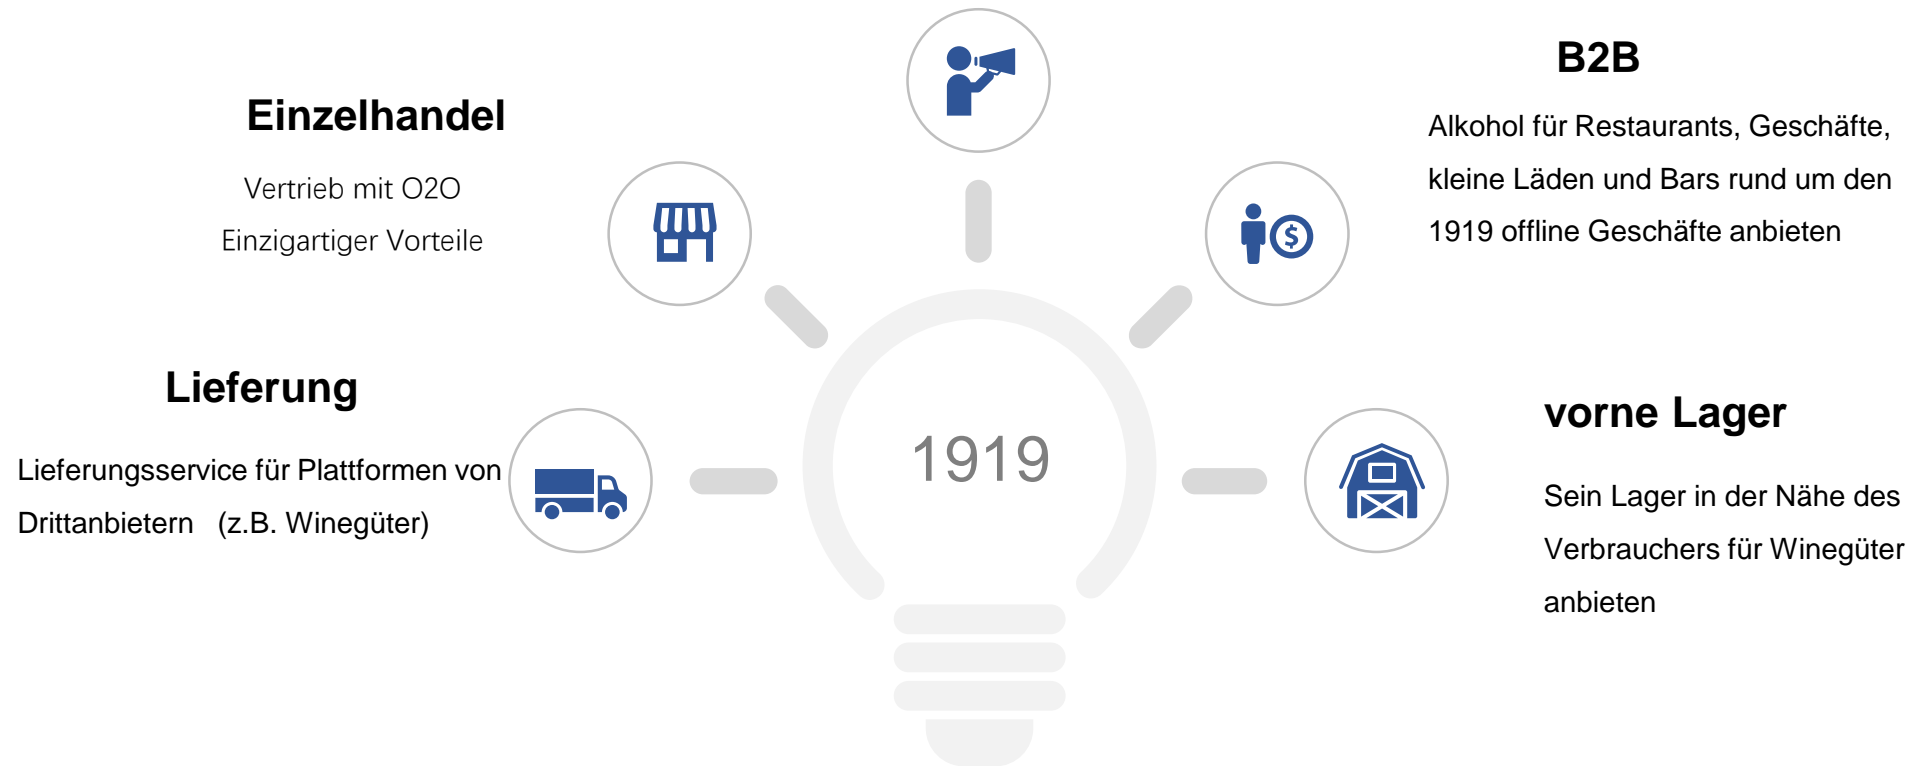 Einzelhandel
Vertrieb mit O2O
Einzigartiger Vorteile
Lieferung
Lieferungsservice für Plattformen von
Drittanbietern (z.B. Winegüter)
1919
$
B2B
Alkohol für Restaurants, Geschäfte,
kleine Läden und Bars rund um den
1919 offline Geschäfte anbieten
vorne Lager
Sein Lager in der Nähe des
Verbrauchers für Winegüter
anbieten